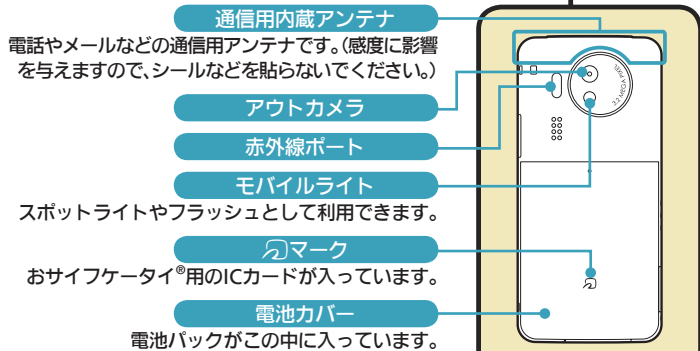 通信用内蔵アンテナ
電話やメールなどの通信用アンテナです。(感度に影響
を与えますので、シールなどを貼らないでください。)
アウトカメラ
赤外線ポート
モバイルライト
スポットライトやフラッシュとして利用できます。
マーク
おサイフケータイ®用のICカードが入っています。
電池カバー
電池パックがこの中に入っています。
3.2 MEGA PIXEL